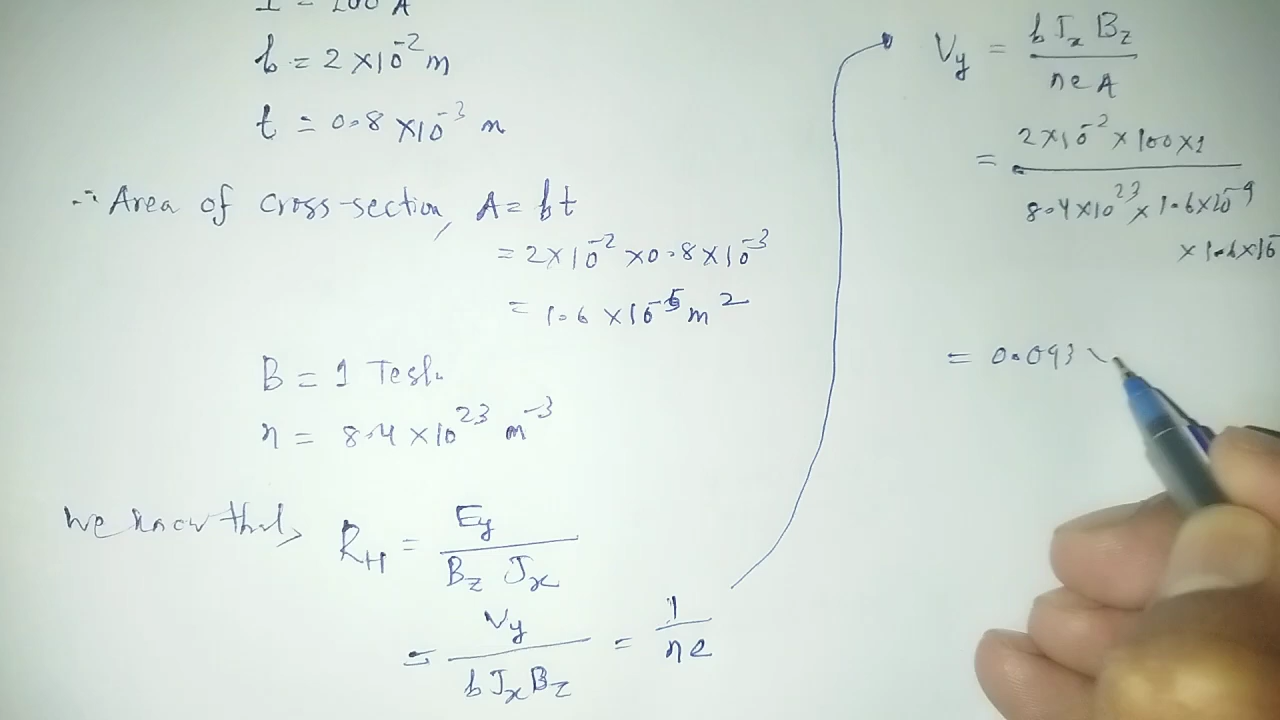 I = 100 A
b = 2×10⁻² m
t = 0.8×10⁻³ m
∴ Area of cross-section, A = bt
= 2×10⁻² × 0.8×10⁻³
= 1.6 × 10⁻⁵ m²
B = 1 Tesla
n = 8.4 × 10²³ m⁻³
We know that,
R_H = E_y / B_z J_x
= V_y / b J_x B_z = 1 / ne
V_y = b I_x B_z / neA
= 2×10⁻² × 100×1 / 8.4×10²³ × 1.6×10⁻⁹
× 1.6×10
= 0.093